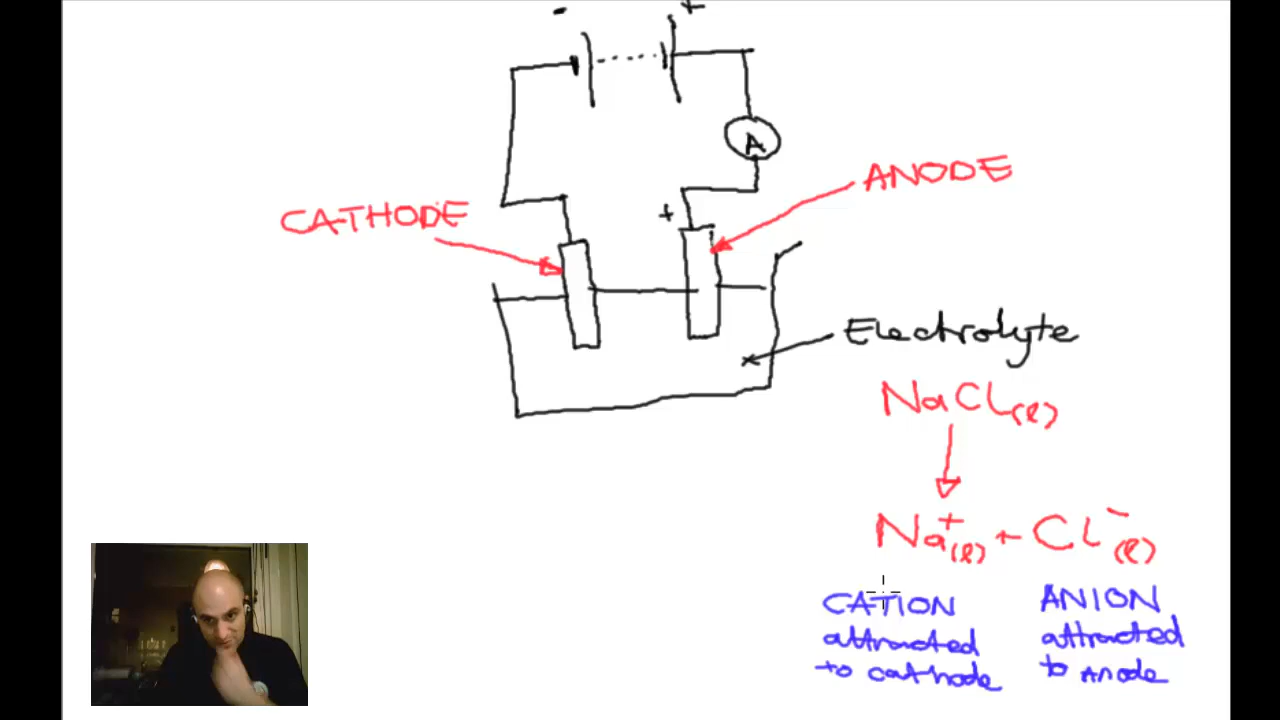 - +
A
ANODE
CATHODE
+
Electrolyte
NaCl(l)
Na+(l) + Cl-(l)
CATION
attracted
to cathode
ANION
attracted
to Anode